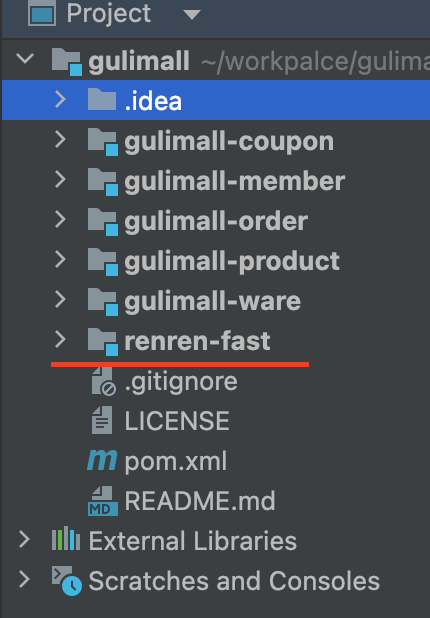 Project
gulimall ~/workpalce/gulima
.idea
gulimall-coupon
gulimall-member
gulimall-order
gulimall-product
gulimall-ware
renren-fast
.gitignore
LICENSE
m pom.xml
MD README.md
External Libraries
Scratches and Consoles